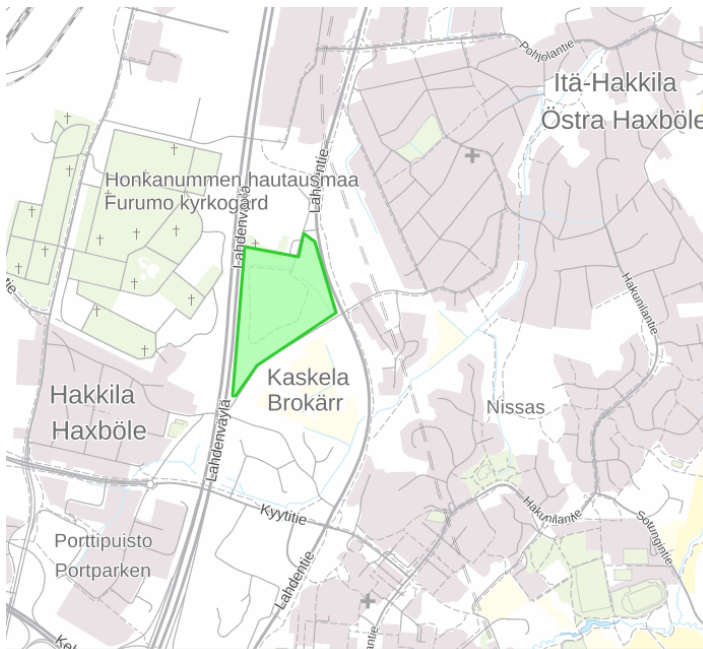 Pohjolantie
Itä-Hakkila
Östra Haxböle
Honkanummen hautausmaa
Furumo kyrkogård
Lahdenväylä
Lahdentie
Hakunilantie
Kaskela
Brokärr
Hakkila
Haxböle
Nissas
Lahdenväylä
Kyytitie
Hakunilantie
Sotungintie
Porttipuisto
Portparken
Lahdentie